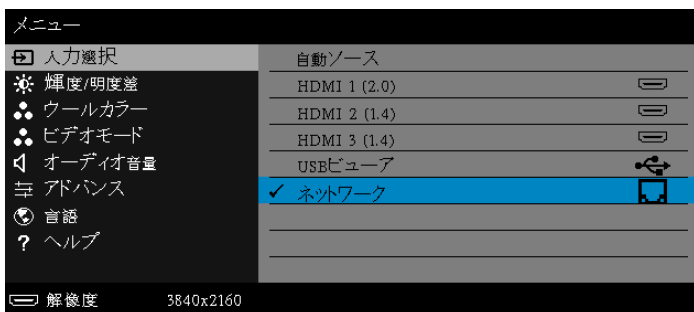 メニュー
入力選択
輝度/明度差
ウールカラー
ビデオモード
オーディオ音量
アドバンス
言語
ヘルプ
自動ソース
HDMI 1 (2.0)
HDMI 2 (1.4)
HDMI 3 (1.4)
USBビューア
ネットワーク
解像度 3840x2160